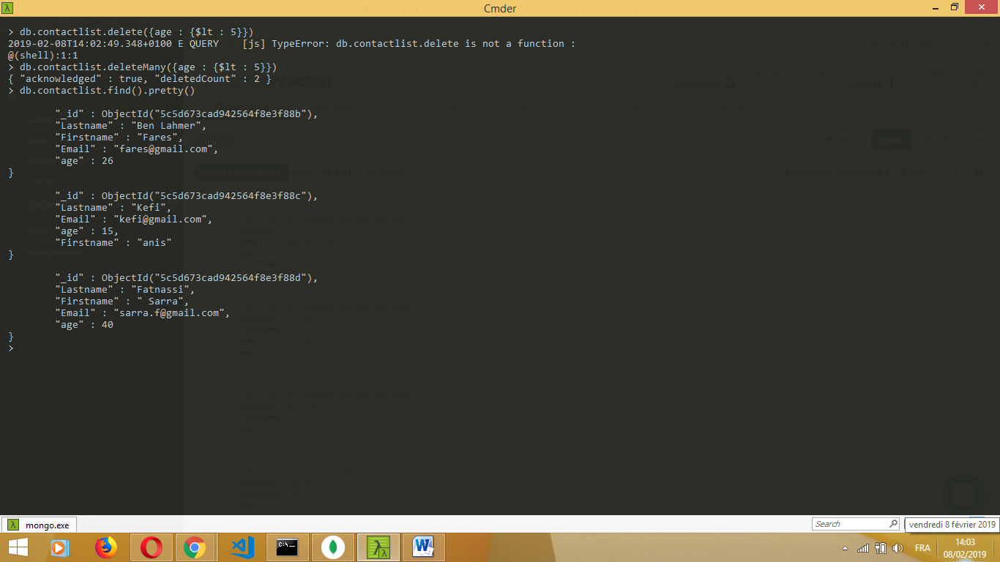 Cmder
> db.contactlist.delete({age : {$lt : 5}})
2019-02-08T14:02:49.348+0100 E QUERY    [js] TypeError: db.contactlist.delete is not a function :
@(shell):1:1
> db.contactlist.deleteMany({age : {$lt : 5}})
{ "acknowledged" : true, "deletedCount" : 2 }
> db.contactlist.find().pretty()
"_id" : ObjectId("5c5d673cad942564f8e3f88b"),
"Lastname" : "Ben Lahmer",
"Firstname" : "Fares",
"Email" : "fares@gmail.com",
"age" : 26
}
"_id" : ObjectId("5c5d673cad942564f8e3f88c"),
"Lastname" : "Kefi",
"Email" : "kefi@gmail.com",
"age" : 15,
"Firstname" : "anis"
}
"_id" : ObjectId("5c5d673cad942564f8e3f88d"),
"Lastname" : "Fatnassi",
"Firstname" : " Sarra",
"Email" : "sarra.f@gmail.com",
"age" : 40
}
>
mongo.exe
Search
vendredi 8 février 2019
FRA
14:03
08/02/2019